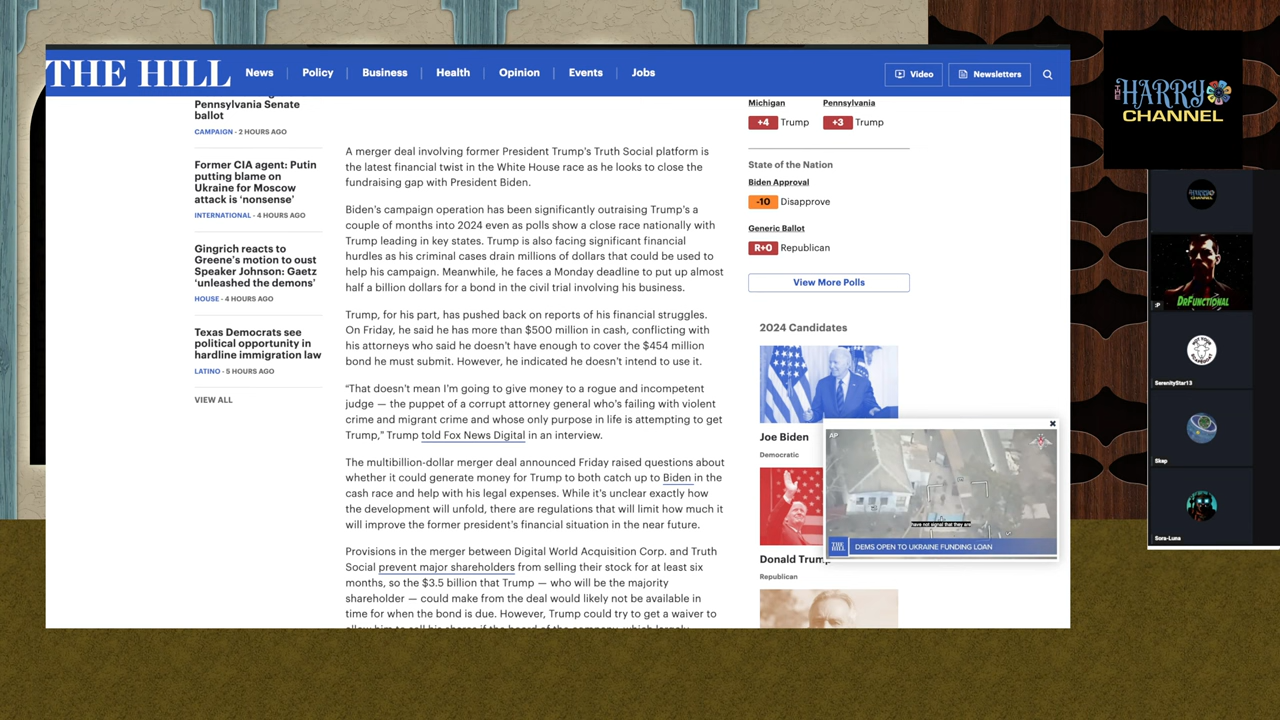 THE HILL
News
Policy
Business
Health
Opinion
Events
Jobs
Video
Newsletters
Pennsylvania Senate
ballot
CAMPAIGN - 2 HOURS AGO
Former CIA agent: Putin
putting blame on
Ukraine for Moscow
attack is ‘nonsense’
INTERNATIONAL - 4 HOURS AGO
Gingrich reacts to
Greene’s motion to oust
Speaker Johnson: Gaetz
‘unleashed the demons’
HOUSE - 4 HOURS AGO
Texas Democrats see
political opportunity in
hardline immigration law
LATINO - 5 HOURS AGO
VIEW ALL
A merger deal involving former President Trump’s Truth Social platform is
the latest financial twist in the White House race as he looks to close the
fundraising gap with President Biden.
Biden’s campaign operation has been significantly outraising Trump’s a
couple of months into 2024 even as polls show a close race nationally with
Trump leading in key states. Trump is also facing significant financial
hurdles as his criminal cases drain millions of dollars that could be used to
help his campaign. Meanwhile, he faces a Monday deadline to put up almost
half a billion dollars for a bond in the civil trial involving his business.
Trump, for his part, has pushed back on reports of his financial struggles.
On Friday, he said he has more than $500 million in cash, conflicting with
his attorneys who said he doesn’t have enough to cover the $454 million
bond he must submit. However, he indicated he doesn’t intend to use it.
“That doesn’t mean I’m going to give money to a rogue and incompetent
judge — the puppet of a corrupt attorney general who’s failing with violent
crime and migrant crime and whose only purpose in life is attempting to get
Trump,” Trump told Fox News Digital in an interview.
The multibillion-dollar merger deal announced Friday raised questions about
whether it could generate money for Trump to both catch up to Biden in the
cash race and help with his legal expenses. While it’s unclear exactly how
the development will unfold, there are regulations that will limit how much it
will improve the former president’s financial situation in the near future.
Provisions in the merger between Digital World Acquisition Corp. and Truth
Social prevent major shareholders from selling their stock for at least six
months, so the $3.5 billion that Trump — who will be the majority
shareholder — could make from the deal would likely not be available in
time for when the bond is due. However, Trump could try to get a waiver to
Michigan
Pennsylvania
+4 Trump
+3 Trump
State of the Nation
Biden Approval
-10 Disapprove
Generic Ballot
R+0 Republican
View More Polls
2024 Candidates
Joe Biden
Democratic
Donald Trump
Republican
AP
have not signal that they are
THE HILL
DEMS OPEN TO UKRAINE FUNDING LOAN
THE HARRY
CHANNEL
DRFUNCTIONAL
:P
SerenityStar13
Skep
Sora-Luna